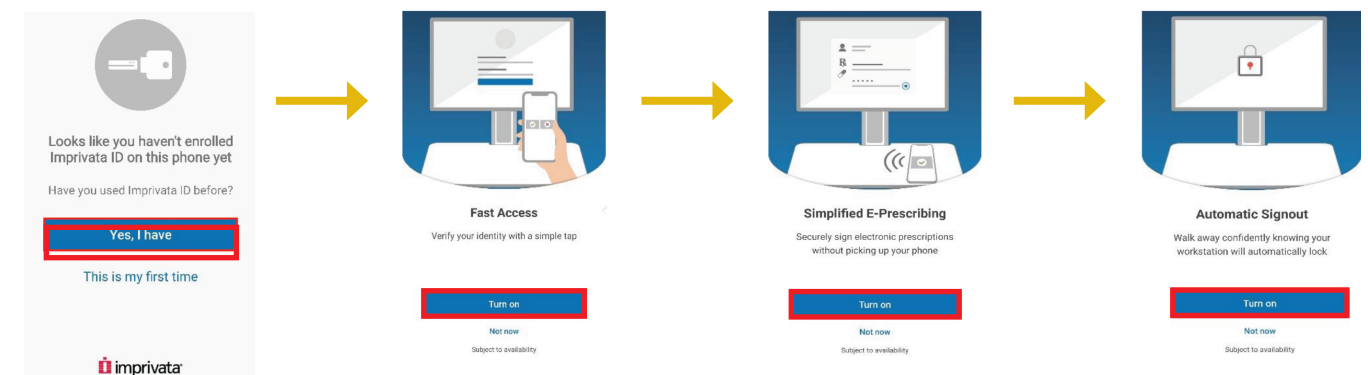 Looks like you haven't enrolled
Imprivata ID on this phone yet
Have you used Imprivata ID before?
Yes, I have
This is my first time
imprivata
Fast Access
Verify your identity with a simple tap
Turn on
Not now
Subject to availability
Simplified E-Prescribing
Securely sign electronic prescriptions
without picking up your phone
Turn on
Not now
Subject to availability
Automatic Signout
Walk away confidently knowing your
workstation will automatically lock
Turn on
Not now
Subject to availability